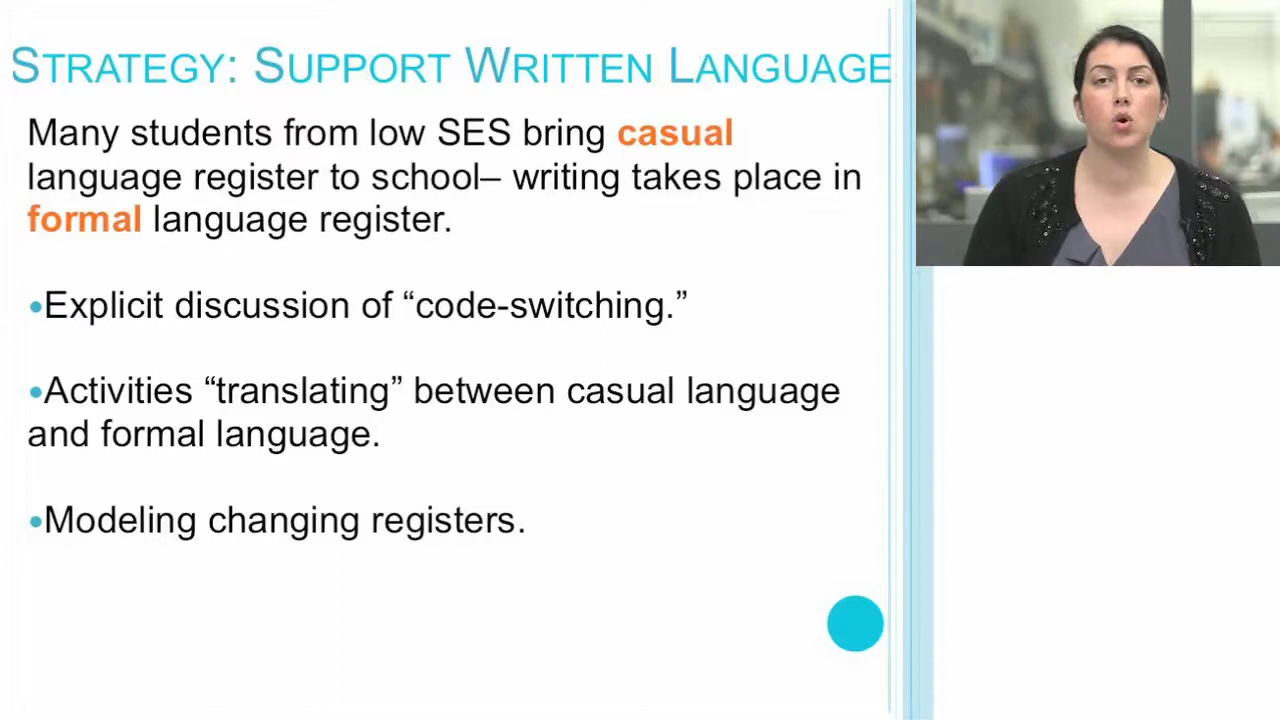 STRATEGY: SUPPORT WRITTEN LANGUAGE
Many students from low SES bring casual
language register to school– writing takes place in
formal language register.
•Explicit discussion of “code-switching.”
•Activities “translating” between casual language
and formal language.
•Modeling changing registers.